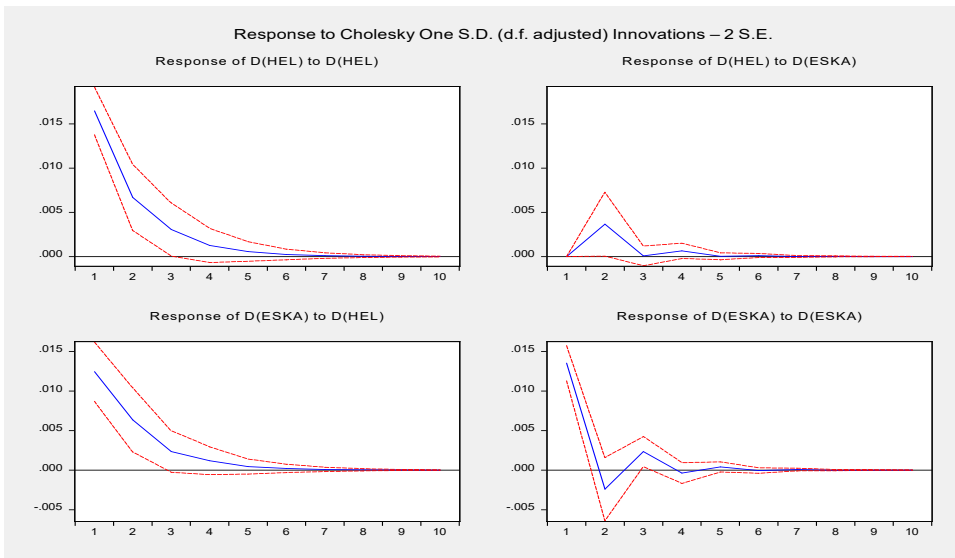 Response to Cholesky One S.D. (d.f. adjusted) Innovations – 2 S.E.
Response of D(HEL) to D(HEL)
.015
.010
.005
.000
1 2 3 4 5 6 7 8 9 10
Response of D(HEL) to D(ESKA)
.015
.010
.005
.000
1 2 3 4 5 6 7 8 9 10
Response of D(ESKA) to D(HEL)
.015
.010
.005
.000
-.005
1 2 3 4 5 6 7 8 9 10
Response of D(ESKA) to D(ESKA)
.015
.010
.005
.000
-.005
1 2 3 4 5 6 7 8 9 10